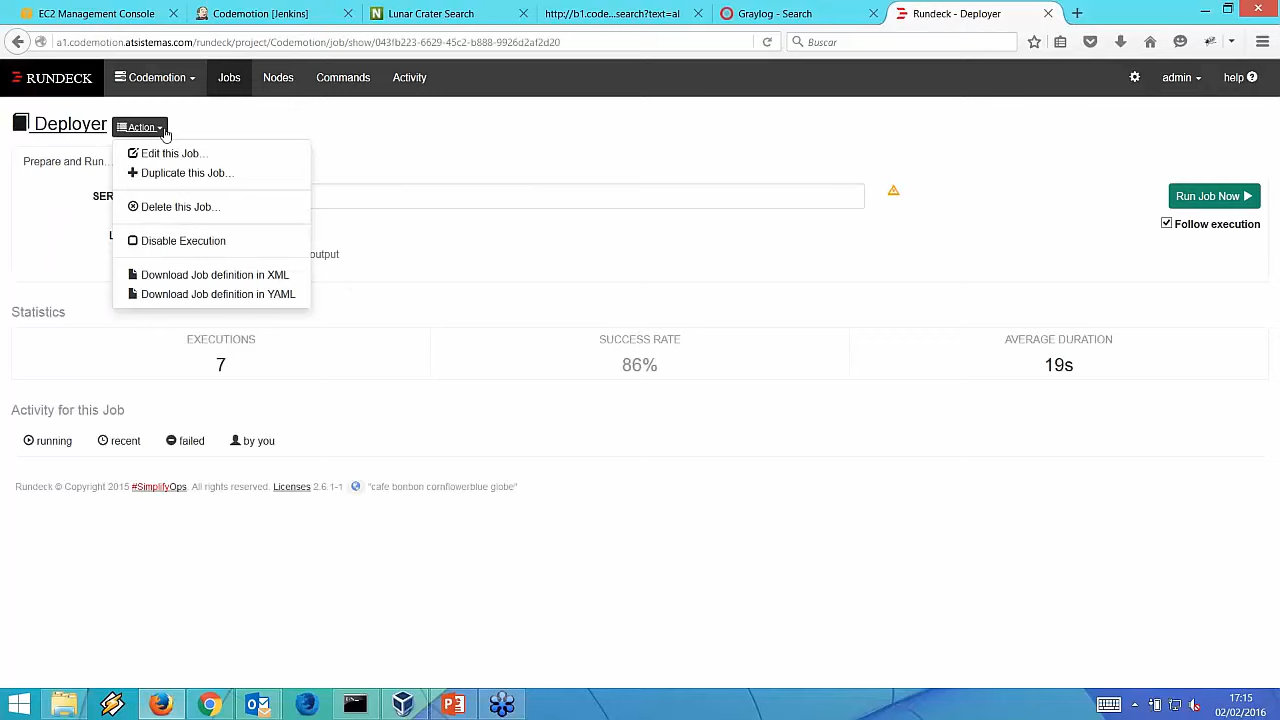 EC2 Management Console
Codemotion [Jenkins]
Lunar Crater Search
http://b1.code...search?text=al
Graylog - Search
Rundeck - Deployer
a1.codemotion.atsistemas.com/rundeck/project/Codemotion/job/show/043fb223-6629-45c2-b888-9926d2af2d20
Buscar
RUNDECK
Codemotion
Jobs
Nodes
Commands
Activity
admin
help
Deployer
Action
Prepare and Run...
Edit this Job…
Duplicate this Job…
Delete this Job…
Disable Execution
Download Job definition in XML
Download Job definition in YAML
SER
L
output
Run Job Now
Follow execution
Statistics
EXECUTIONS
SUCCESS RATE
AVERAGE DURATION
7
86%
19s
Activity for this Job
running
recent
failed
by you
Rundeck © Copyright 2015 #SimplifyOps. All rights reserved. Licenses 2.6.1-1 "cafe bonbon cornflowerblue globe"
17:15
02/02/2016